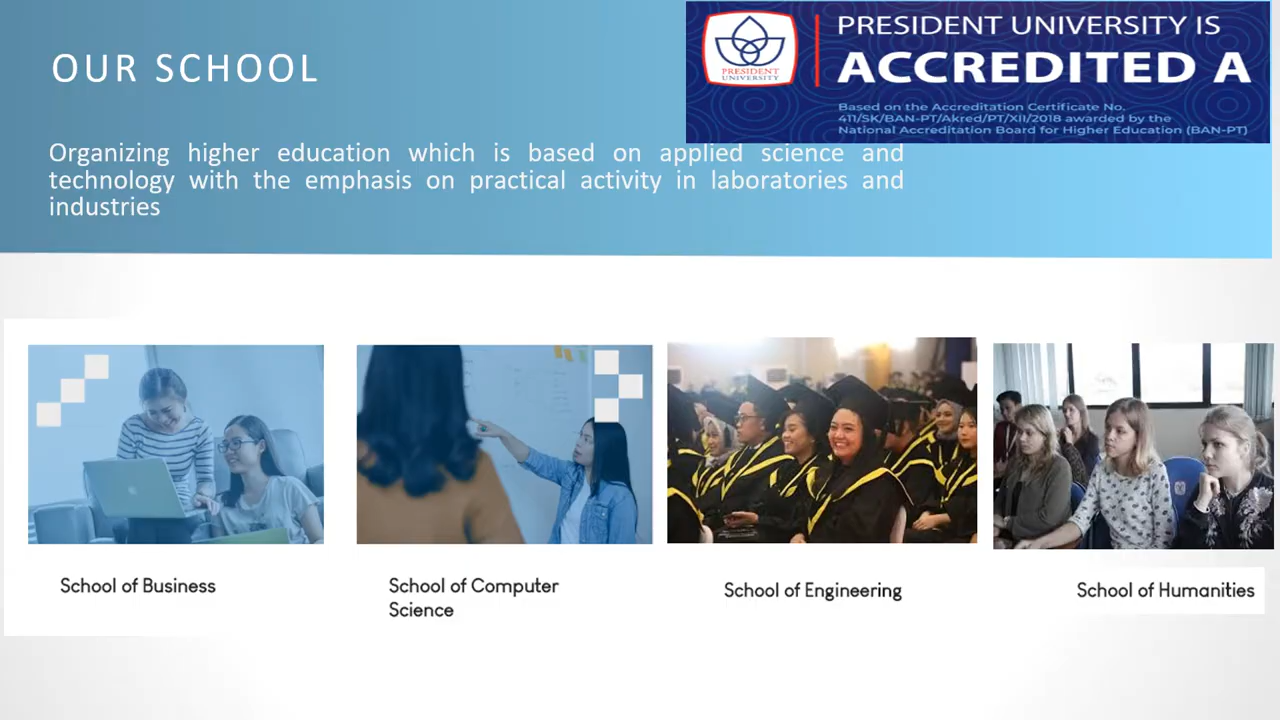 OUR SCHOOL
PRESIDENT
UNIVERSITY
PRESIDENT UNIVERSITY IS
ACCREDITED A
Based on the Accreditation Certificate No.
411/SK/BAN-PT/Akred/PT/XII/2018 awarded by the
National Accreditation Board for Higher Education (BAN-PT)
Organizing higher education which is based on applied science and
technology with the emphasis on practical activity in laboratories and
industries
School of Business
School of Computer
Science
School of Engineering
School of Humanities